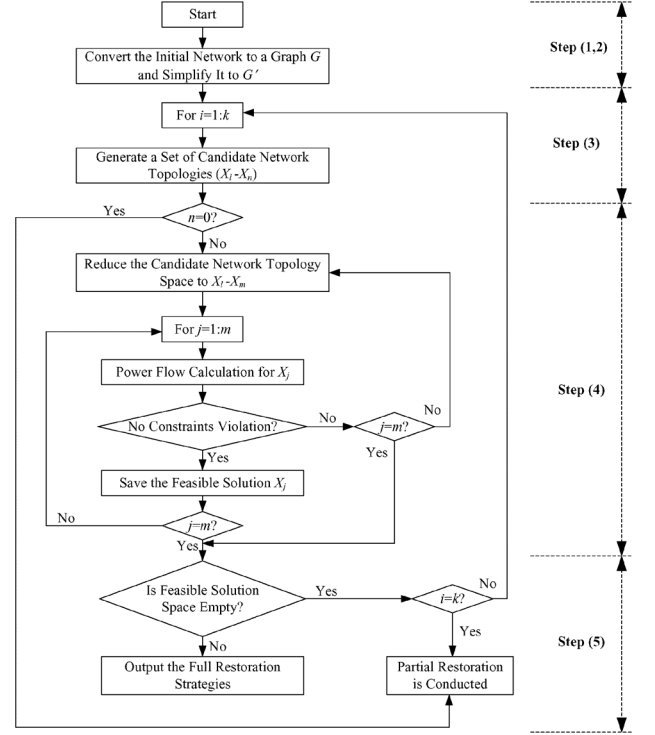 Start
Step (1,2)
Convert the Initial Network to a Graph G
and Simplify It to G′
For i=1:k
Step (3)
Generate a Set of Candidate Network
Topologies (X₁-Xₙ)
Yes
n=0?
No
Reduce the Candidate Network Topology
Space to X₁-Xₘ
For j=1:m
Power Flow Calculation for Xⱼ
Step (4)
No Constraints Violation?
No
j=m?
No
Yes
Yes
Save the Feasible Solution Xⱼ
No
j=m?
Yes
Is Feasible Solution
Space Empty?
Yes
i=k?
No
Yes
No
Step (5)
Output the Full Restoration
Strategies
Partial Restoration
is Conducted